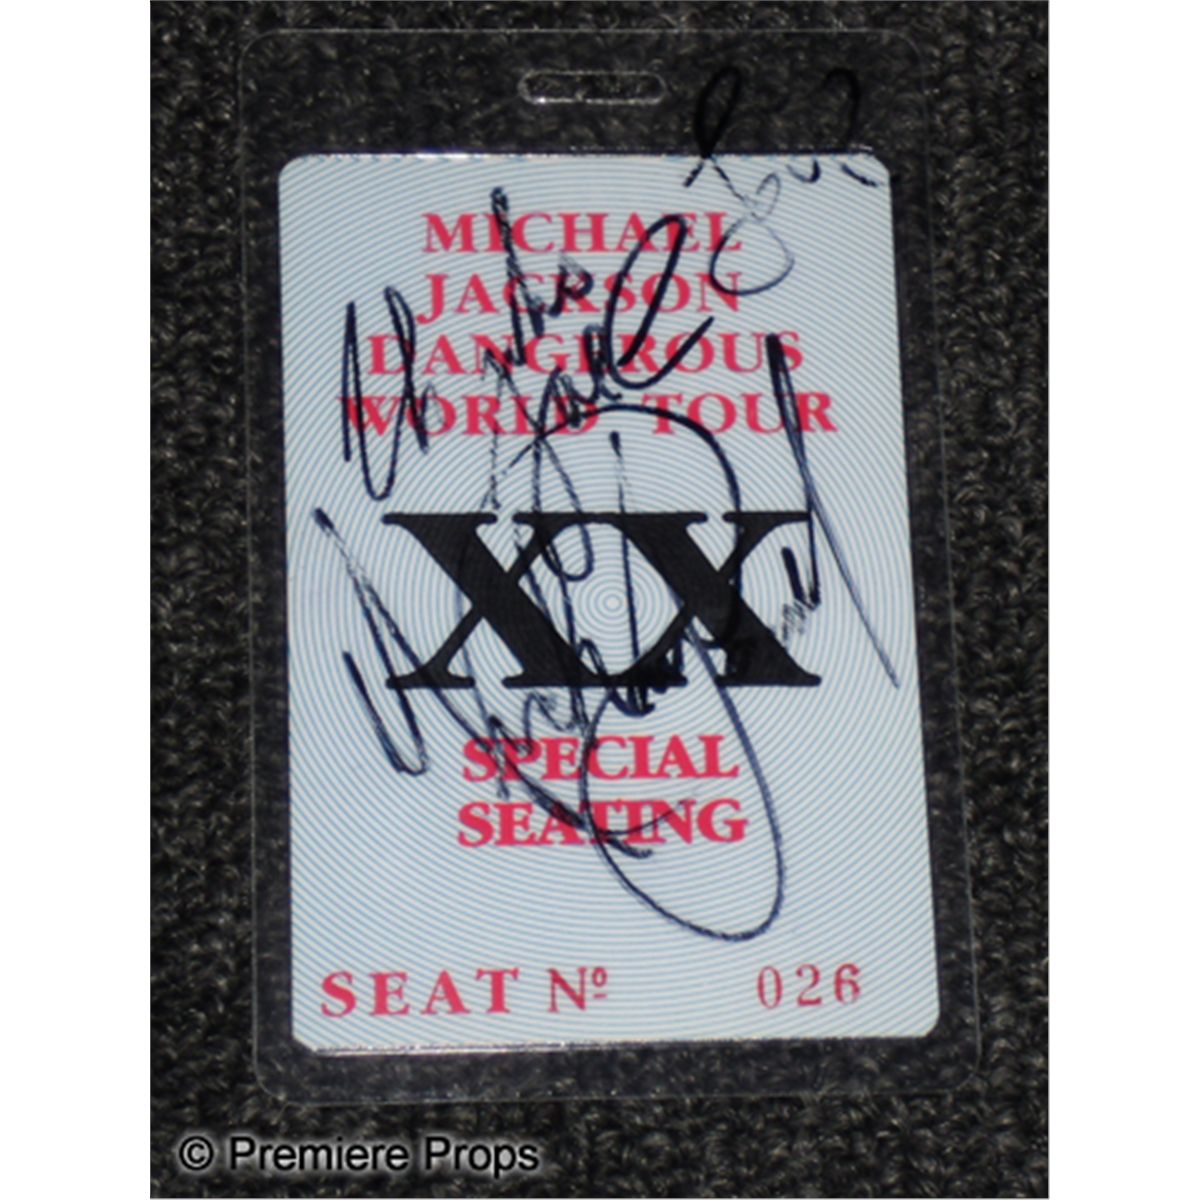 MICHAEL
JACKSON
DANGEROUS
WORLD TOUR
XX
SPECIAL
SEATING
SEAT Nº 026
© Premiere Props